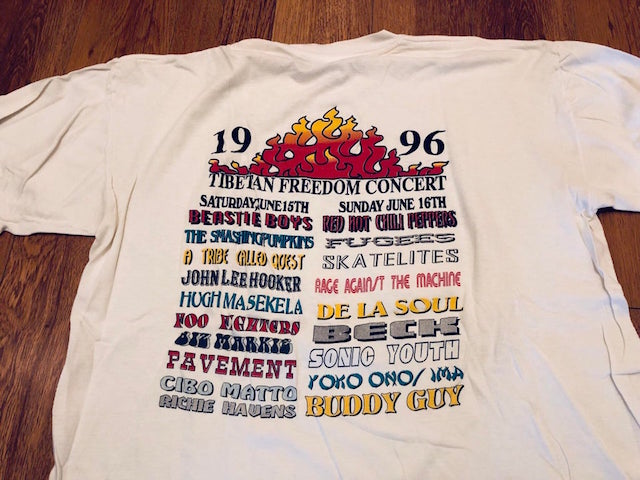 1996
TIBETAN FREEDOM CONCERT
SATURDAY, JUNE 15TH
BEASTIE BOYS
THE SMASHING PUMPKINS
A TRIBE CALLED QUEST
JOHN LEE HOOKER
HUGH MASEKELA
FOO FIGHTERS
BIZ MARKIE
PAVEMENT
CIBO MATTO
RICHIE HAVENS
SUNDAY JUNE 16TH
RED HOT CHILI PEPPERS
FUGEES
SKATELITES
RAGE AGAINST THE MACHINE
DE LA SOUL
BECK
SONIC YOUTH
YOKO ONO/ IMA
BUDDY GUY